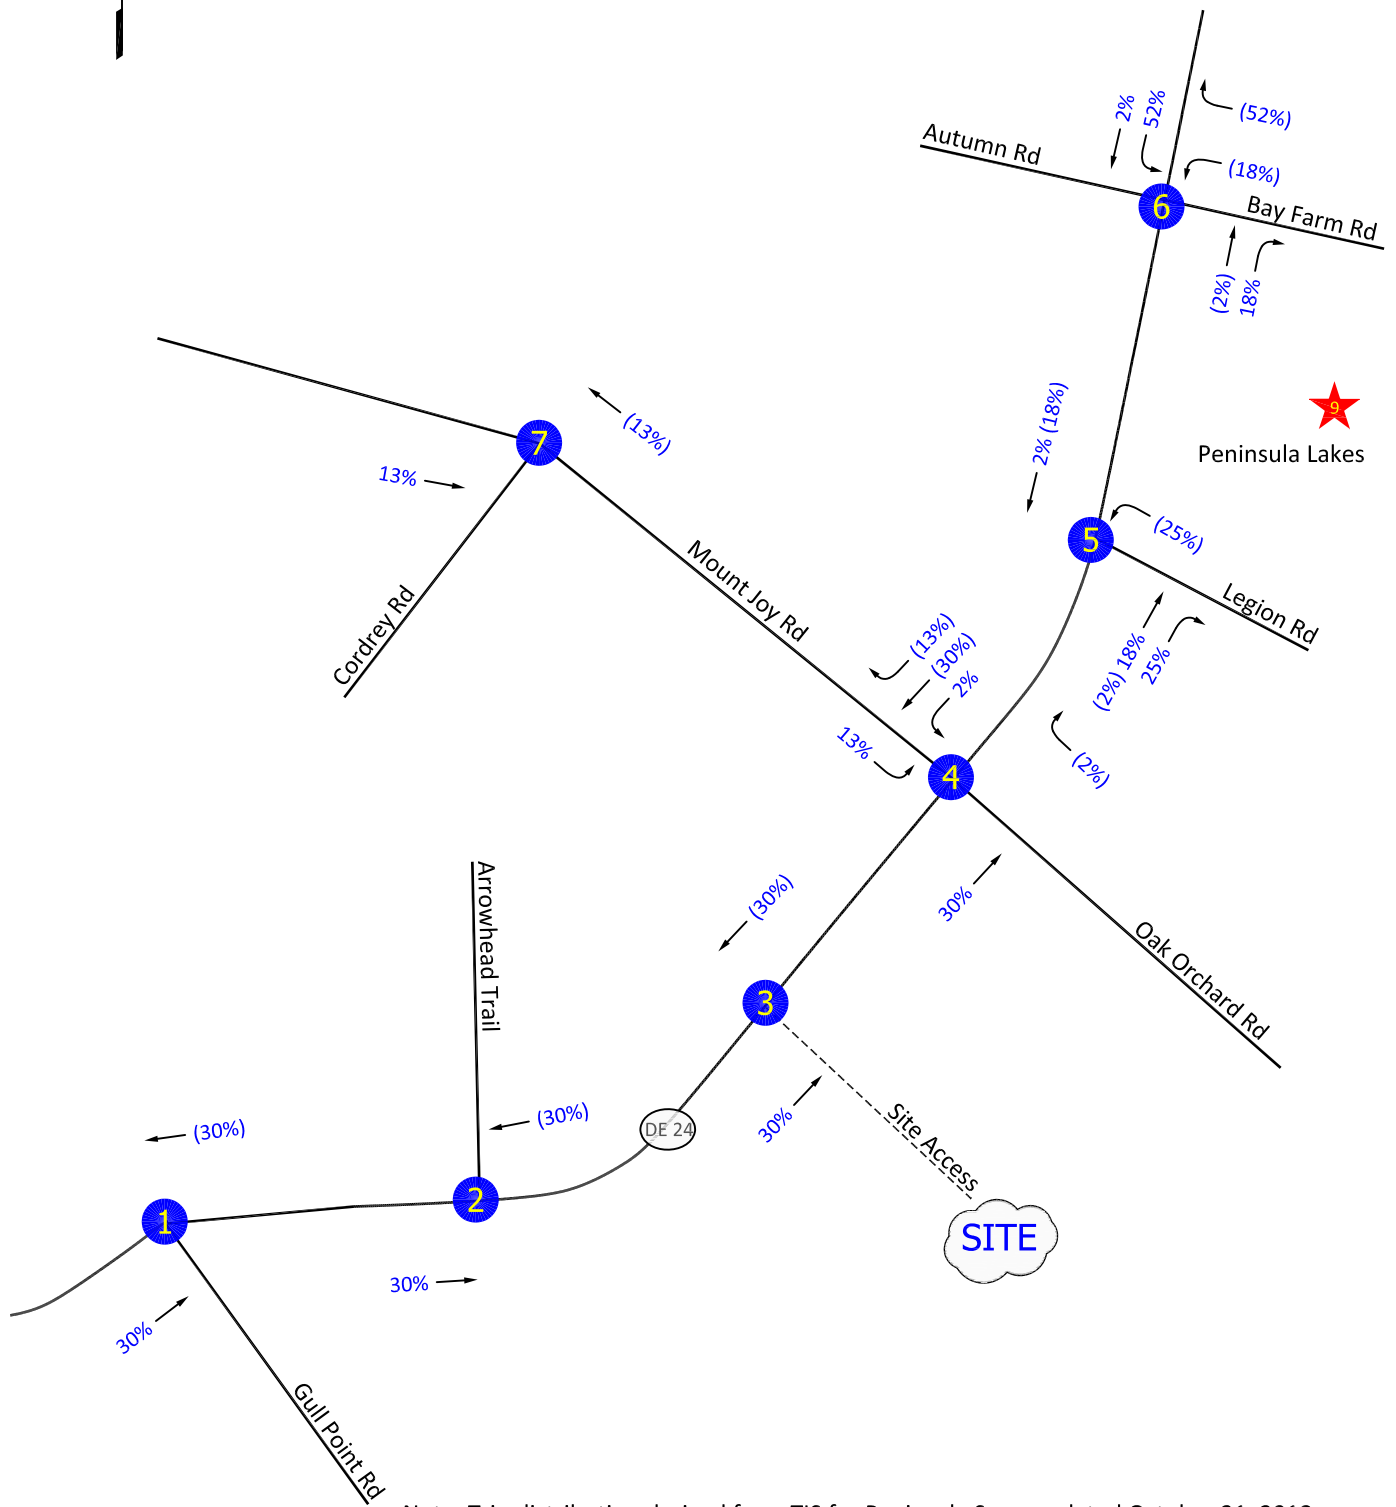 (52%)
2%
52%
Autumn Rd
(18%)
6
Bay Farm Rd
(2%)
18%
9
Peninsula Lakes
2% (18%)
7
(13%)
13%
5
(25%)
Mount Joy Rd
Cordrey Rd
Legion Rd
(13%)
(30%)
2%
(2%) 18%
25%
13%
4
(2%)
(30%)
30%
Arrowhead Trail
Oak Orchard Rd
3
(30%)
(30%)
DE 24
30%
Site Access
2
1
SITE
30%
30%
Gull Point Rd